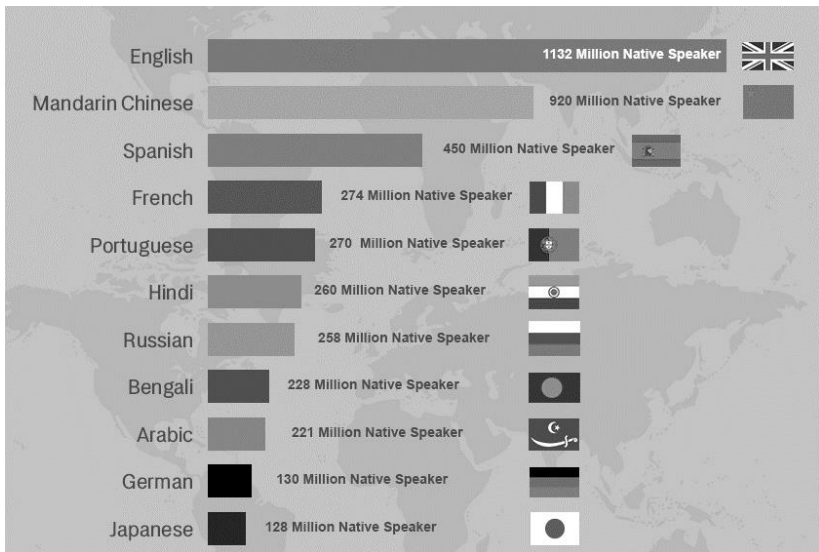 English 1132 Million Native Speaker
Mandarin Chinese 920 Million Native Speaker
Spanish 450 Million Native Speaker
French 274 Million Native Speaker
Portuguese 270 Million Native Speaker
Hindi 260 Million Native Speaker
Russian 258 Million Native Speaker
Bengali 228 Million Native Speaker
Arabic 221 Million Native Speaker
German 130 Million Native Speaker
Japanese 128 Million Native Speaker